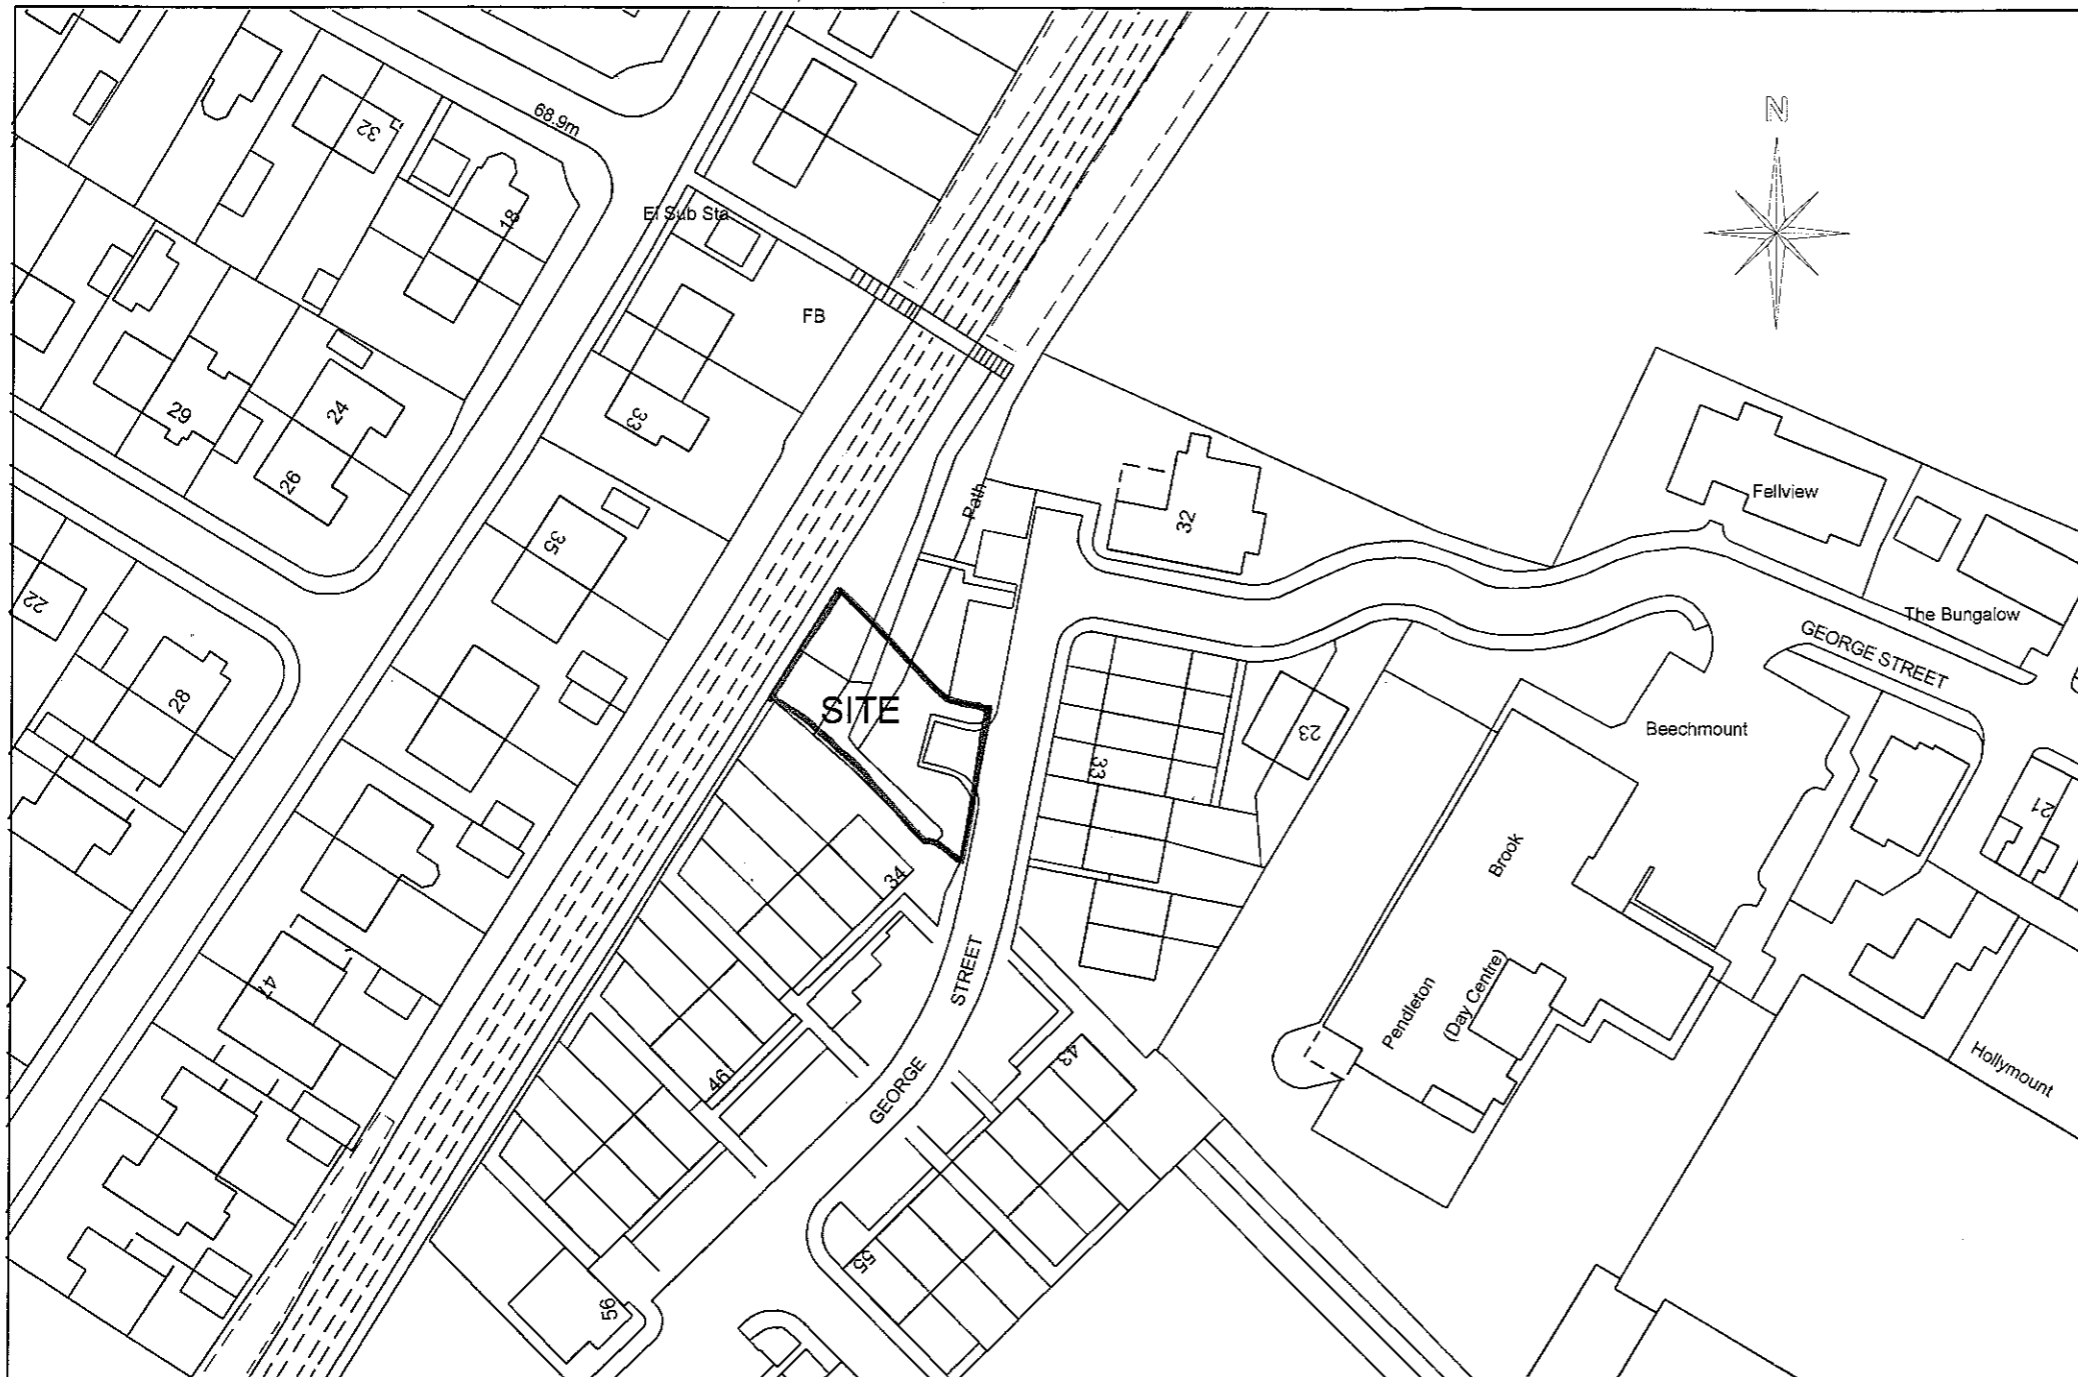 N
68.9m
32
18
El Sub Sta
FB
33
29
24
26
35
Path
32
Fellview
22
The Bungalow
GEORGE STREET
28
SITE
23
Beechmount
33
21
Brook
34
Pendleton
(Day Centre)
STREET
47
GEORGE
46
43
Hollymount
55
56